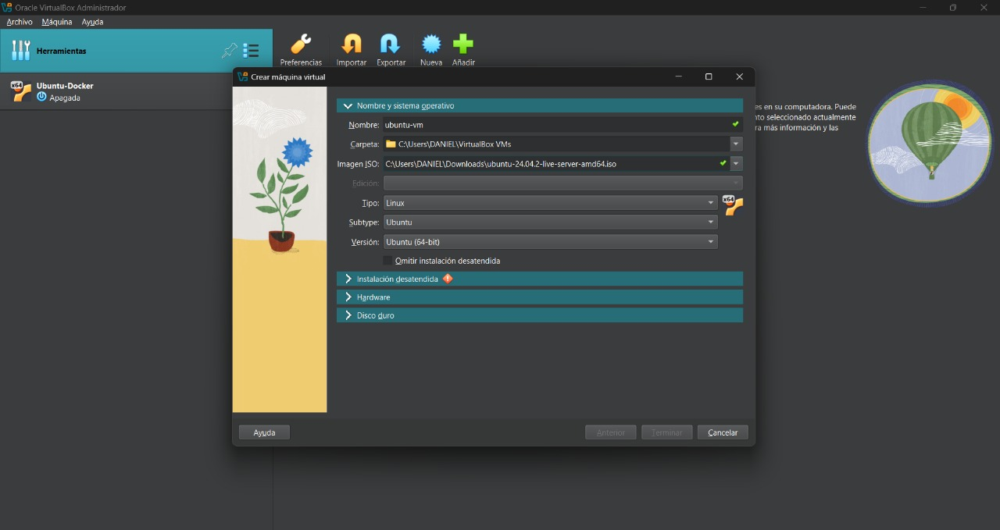 Oracle VirtualBox Administrador
Archivo Máquina Ayuda
Herramientas
Preferencias Importar Exportar Nueva Añadir
x64 Ubuntu-Docker
Apagada
Crear máquina virtual
es en su computadora. Puede
nto seleccionado actualmente
ra más información y las
Nombre y sistema operativo
Nombre: ubuntu-vm
Carpeta: C:\Users\DANIEL\VirtualBox VMs
Imagen ISO: C:\Users\DANIEL\Downloads\ubuntu-24.04.2-live-server-amd64.iso
Edición:
Tipo: Linux x64
Subtype: Ubuntu
Versión: Ubuntu (64-bit)
Omitir instalación desatendida
Instalación desatendida
Hardware
Disco duro
Ayuda Anterior Terminar Cancelar